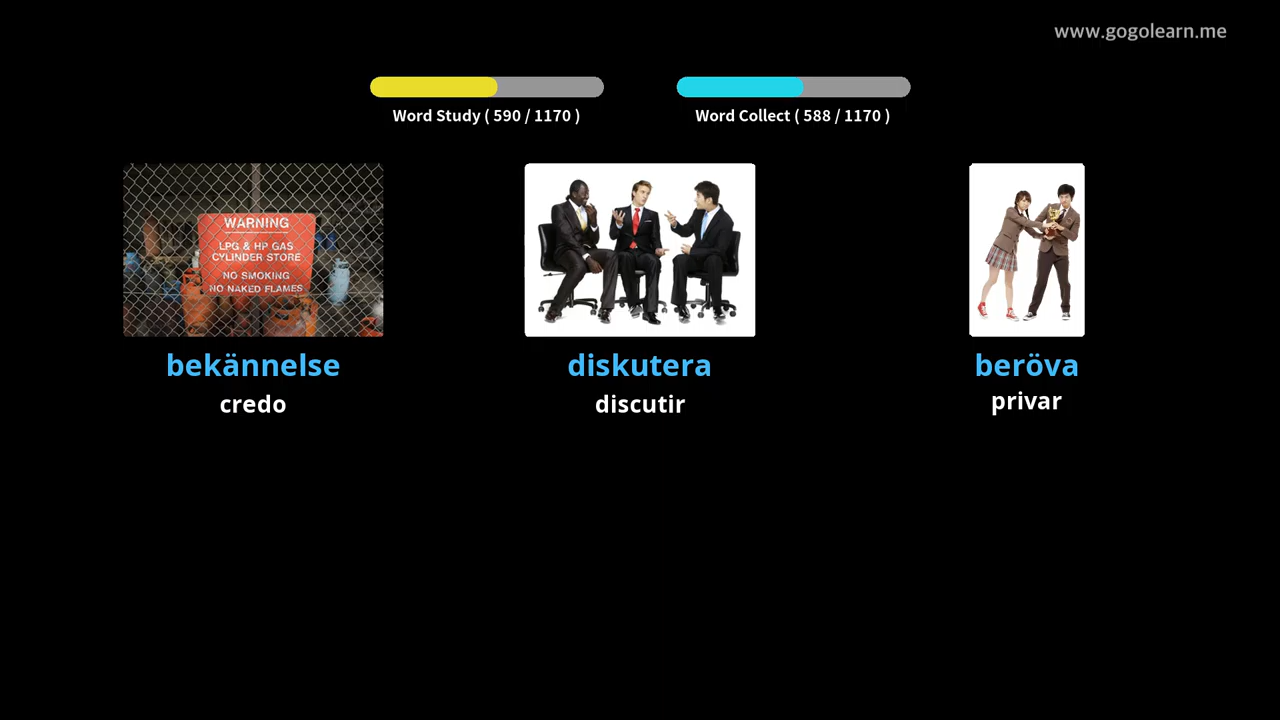 www.gogolearn.me
Word Study ( 590 / 1170 )
Word Collect ( 588 / 1170 )
WARNING
LPG & HP GAS
CYLINDER STORE
NO SMOKING
NO NAKED FLAMES
bekännelse
diskutera
beröva
credo
discutir
privar